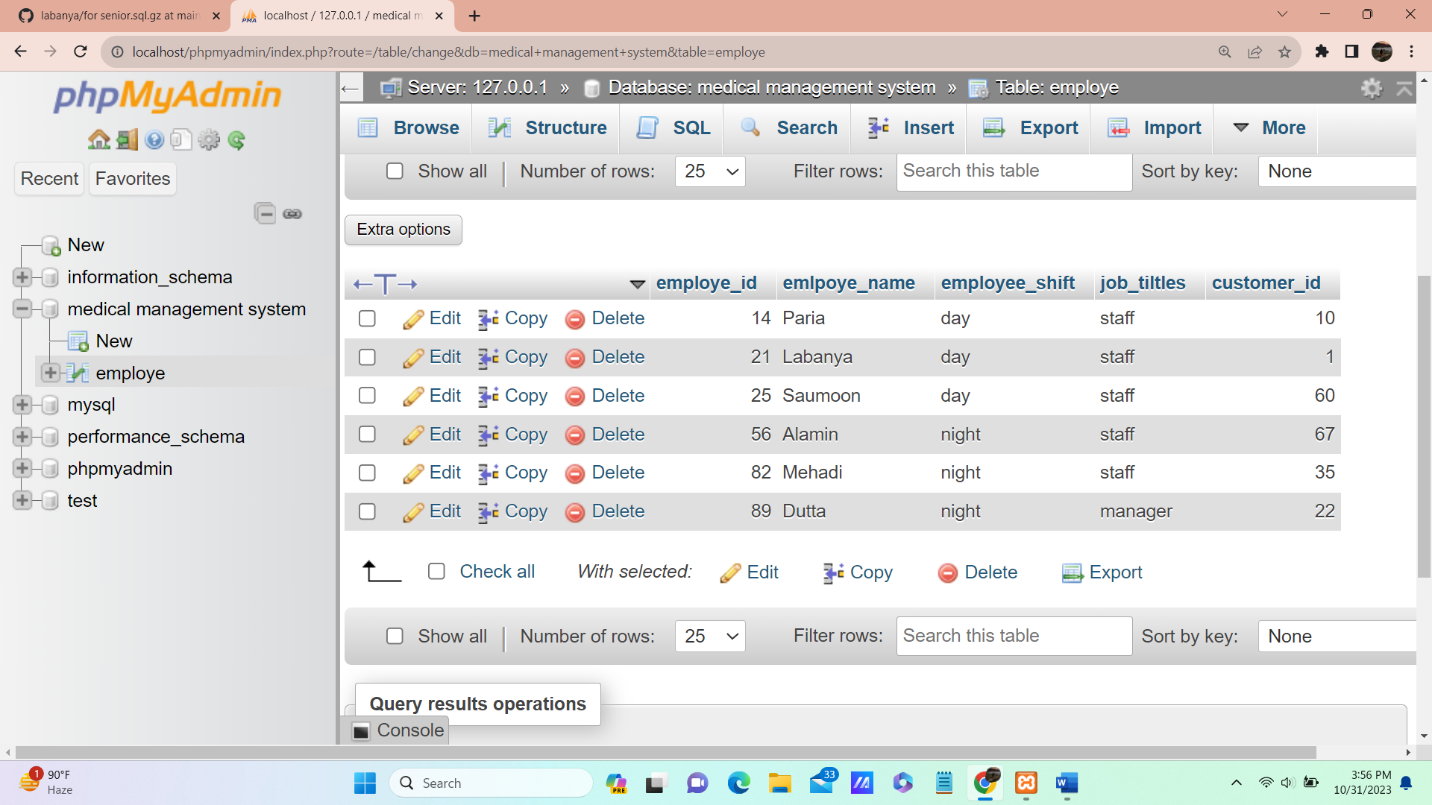 labanya/for senior.sql.gz at main
localhost / 127.0.0.1 / medical m
localhost/phpmyadmin/index.php?route=/table/change&db=medical+management+system&table=employe
phpMyAdmin
Recent Favorites
New
information_schema
medical management system
New
employe
mysql
performance_schema
phpmyadmin
test
Server: 127.0.0.1 » Database: medical management system » Table: employe
Browse Structure SQL Search Insert Export Import More
Show all Number of rows: 25 Filter rows: Search this table Sort by key: None
Extra options
employe_id emlpoye_name employee_shift job_tiltles customer_id
Edit Copy Delete 14 Paria day staff 10
Edit Copy Delete 21 Labanya day staff 1
Edit Copy Delete 25 Saumoon day staff 60
Edit Copy Delete 56 Alamin night staff 67
Edit Copy Delete 82 Mehadi night staff 35
Edit Copy Delete 89 Dutta night manager 22
Check all With selected: Edit Copy Delete Export
Show all Number of rows: 25 Filter rows: Search this table Sort by key: None
Query results operations
Console
1 90°F
Haze
Search
PRE
33
3:56 PM
10/31/2023